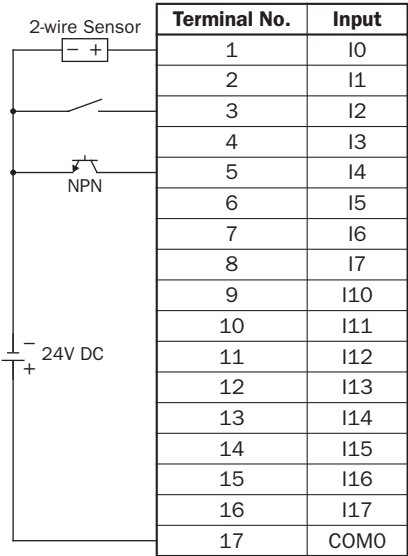 2-wire Sensor
− +
NPN
−
24V DC
+
Terminal No. Input
1 I0
2 I1
3 I2
4 I3
5 I4
6 I5
7 I6
8 I7
9 I10
10 I11
11 I12
12 I13
13 I14
14 I15
15 I16
16 I17
17 COM0